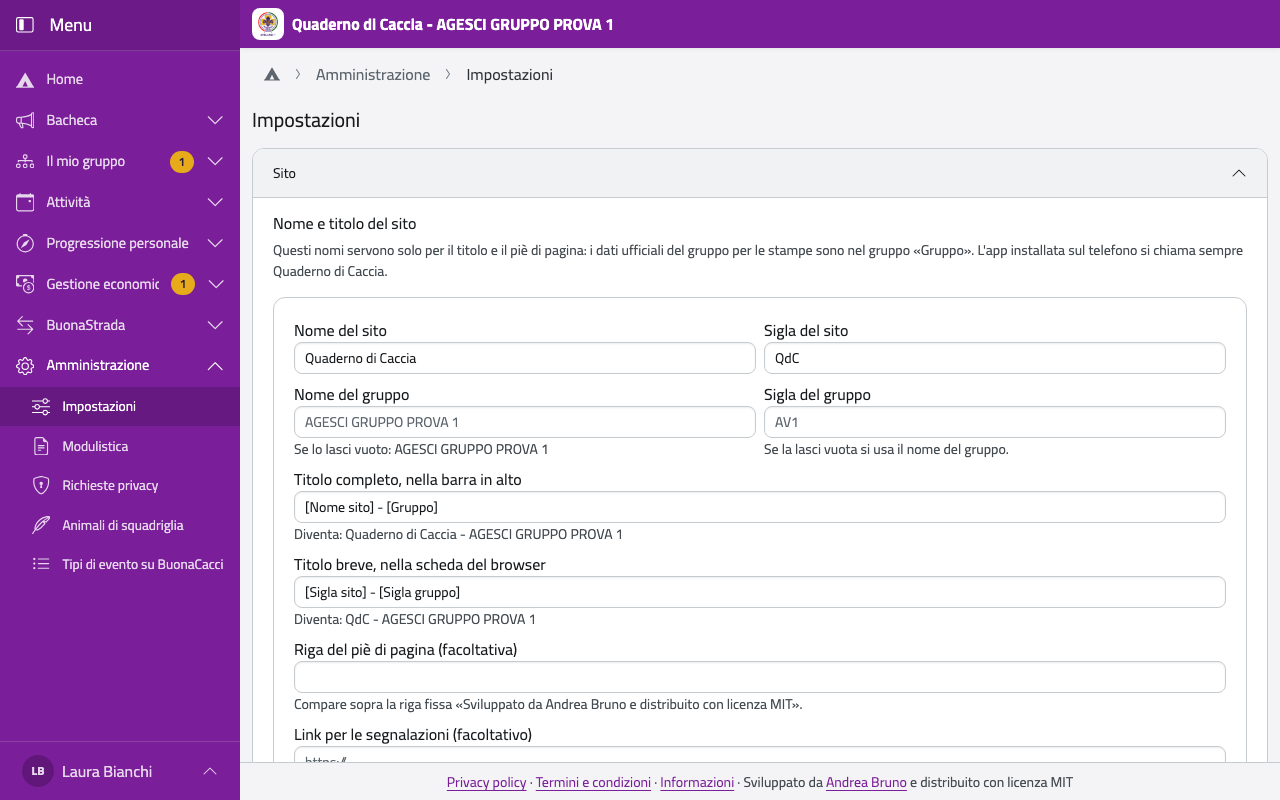 Menu
Quaderno di Caccia - AGESCI GRUPPO PROVA 1
Home
Bacheca
Il mio gruppo 1
Attività
Progressione personale
Gestione economic 1
BuonaStrada
Amministrazione
Impostazioni
Modulistica
Richieste privacy
Animali di squadriglia
Tipi di evento su BuonaCacci
LB Laura Bianchi
Amministrazione Impostazioni
Impostazioni
Sito
Nome e titolo del sito
Questi nomi servono solo per il titolo e il piè di pagina: i dati ufficiali del gruppo per le stampe sono nel gruppo «Gruppo». L'app installata sul telefono si chiama sempre
Quaderno di Caccia.
Nome del sito
Quaderno di Caccia
Sigla del sito
QdC
Nome del gruppo
AGESCI GRUPPO PROVA 1
Se lo lasci vuoto: AGESCI GRUPPO PROVA 1
Sigla del gruppo
AV1
Se la lasci vuota si usa il nome del gruppo.
Titolo completo, nella barra in alto
[Nome sito] - [Gruppo]
Diventa: Quaderno di Caccia - AGESCI GRUPPO PROVA 1
Titolo breve, nella scheda del browser
[Sigla sito] - [Sigla gruppo]
Diventa: QdC - AGESCI GRUPPO PROVA 1
Riga del piè di pagina (facoltativa)
Compare sopra la riga fissa «Sviluppato da Andrea Bruno e distribuito con licenza MIT».
Link per le segnalazioni (facoltativo)
https://
Privacy policy · Termini e condizioni · Informazioni · Sviluppato da Andrea Bruno e distribuito con licenza MIT